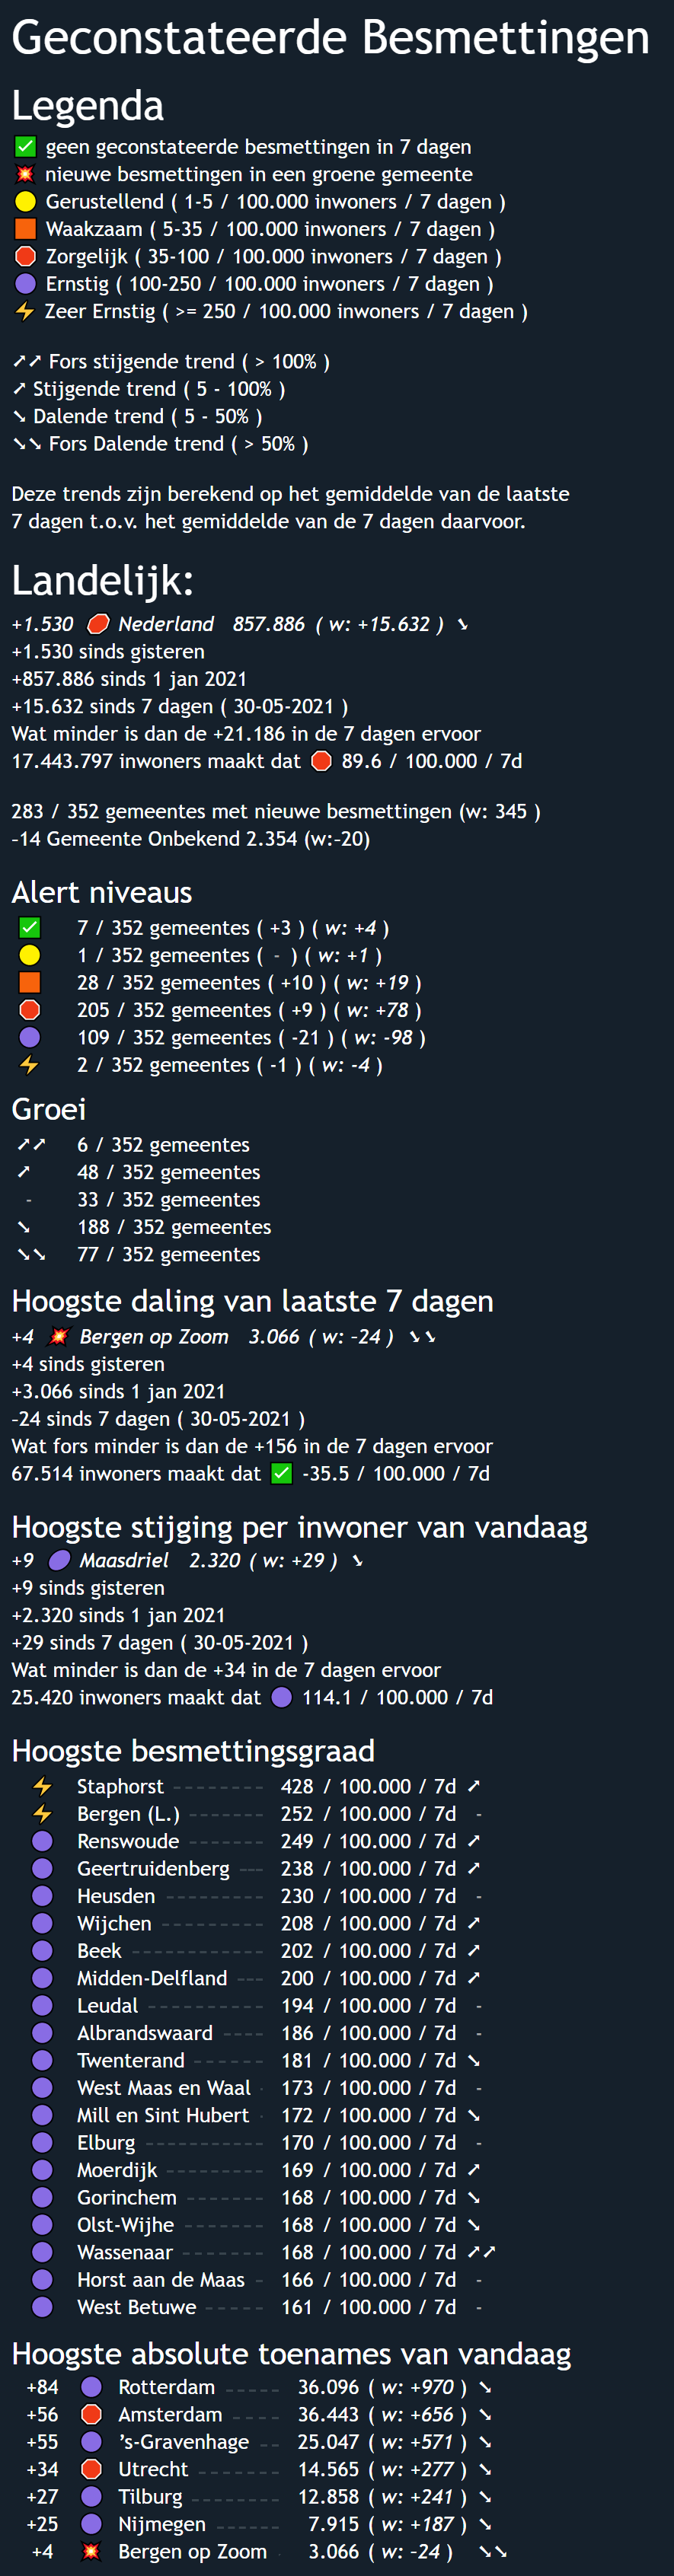 Geconstateerde Besmettingen
Legenda
✅ geen geconstateerde besmettingen in 7 dagen
💥 nieuwe besmettingen in een groene gemeente
🟡 Gerustellend ( 1-5 / 100.000 inwoners / 7 dagen )
🟧 Waakzaam ( 5-35 / 100.000 inwoners / 7 dagen )
🛑 Zorgelijk ( 35-100 / 100.000 inwoners / 7 dagen )
🟣 Ernstig ( 100-250 / 100.000 inwoners / 7 dagen )
⚡ Zeer Ernstig ( >= 250 / 100.000 inwoners / 7 dagen )
➚➚ Fors stijgende trend ( > 100% )
➚ Stijgende trend ( 5 - 100% )
➘ Dalende trend ( 5 - 50% )
➘➘ Fors Dalende trend ( > 50% )
Deze trends zijn berekend op het gemiddelde van de laatste
7 dagen t.o.v. het gemiddelde van de 7 dagen daarvoor.
Landelijk:
+1.530 🛑 Nederland 857.886 ( w: +15.632 ) ➘
+1.530 sinds gisteren
+857.886 sinds 1 jan 2021
+15.632 sinds 7 dagen ( 30-05-2021 )
Wat minder is dan de +21.186 in de 7 dagen ervoor
17.443.797 inwoners maakt dat 🛑 89.6 / 100.000 / 7d
283 / 352 gemeentes met nieuwe besmettingen (w: 345 )
-14 Gemeente Onbekend 2.354 (w:-20)
Alert niveaus
✅ 7 / 352 gemeentes ( +3 ) ( w: +4 )
🟡 1 / 352 gemeentes ( - ) ( w: +1 )
🟧 28 / 352 gemeentes ( +10 ) ( w: +19 )
🛑 205 / 352 gemeentes ( +9 ) ( w: +78 )
🟣 109 / 352 gemeentes ( -21 ) ( w: -98 )
⚡ 2 / 352 gemeentes ( -1 ) ( w: -4 )
Groei
➚➚ 6 / 352 gemeentes
➚ 48 / 352 gemeentes
- 33 / 352 gemeentes
➘ 188 / 352 gemeentes
➘➘ 77 / 352 gemeentes
Hoogste daling van laatste 7 dagen
+4 💥 Bergen op Zoom 3.066 ( w: -24 ) ➘➘
+4 sinds gisteren
+3.066 sinds 1 jan 2021
-24 sinds 7 dagen ( 30-05-2021 )
Wat fors minder is dan de +156 in de 7 dagen ervoor
67.514 inwoners maakt dat ✅ -35.5 / 100.000 / 7d
Hoogste stijging per inwoner van vandaag
+9 🟣 Maasdriel 2.320 ( w: +29 ) ➘
+9 sinds gisteren
+2.320 sinds 1 jan 2021
+29 sinds 7 dagen ( 30-05-2021 )
Wat minder is dan de +34 in de 7 dagen ervoor
25.420 inwoners maakt dat 🟣 114.1 / 100.000 / 7d
Hoogste besmettingsgraad
⚡ Staphorst 428 / 100.000 / 7d ➚
⚡ Bergen (L.) 252 / 100.000 / 7d -
🟣 Renswoude 249 / 100.000 / 7d ➚
🟣 Geertruidenberg 238 / 100.000 / 7d ➚
🟣 Heusden 230 / 100.000 / 7d -
🟣 Wijchen 208 / 100.000 / 7d ➚
🟣 Beek 202 / 100.000 / 7d ➚
🟣 Midden-Delfland 200 / 100.000 / 7d ➚
🟣 Leudal 194 / 100.000 / 7d -
🟣 Albrandswaard 186 / 100.000 / 7d -
🟣 Twenterand 181 / 100.000 / 7d ➘
🟣 West Maas en Waal 173 / 100.000 / 7d -
🟣 Mill en Sint Hubert 172 / 100.000 / 7d ➘
🟣 Elburg 170 / 100.000 / 7d -
🟣 Moerdijk 169 / 100.000 / 7d ➚
🟣 Gorinchem 168 / 100.000 / 7d ➘
🟣 Olst-Wijhe 168 / 100.000 / 7d ➘
🟣 Wassenaar 168 / 100.000 / 7d ➚➚
🟣 Horst aan de Maas 166 / 100.000 / 7d -
🟣 West Betuwe 161 / 100.000 / 7d -
Hoogste absolute toenames van vandaag
+84 🟣 Rotterdam 36.096 ( w: +970 ) ➘
+56 🛑 Amsterdam 36.443 ( w: +656 ) ➘
+55 🟣 's-Gravenhage 25.047 ( w: +571 ) ➘
+34 🛑 Utrecht 14.565 ( w: +277 ) ➘
+27 🟣 Tilburg 12.858 ( w: +241 ) ➘
+25 🟣 Nijmegen 7.915 ( w: +187 ) ➘
+4 💥 Bergen op Zoom 3.066 ( w: -24 ) ➘➘